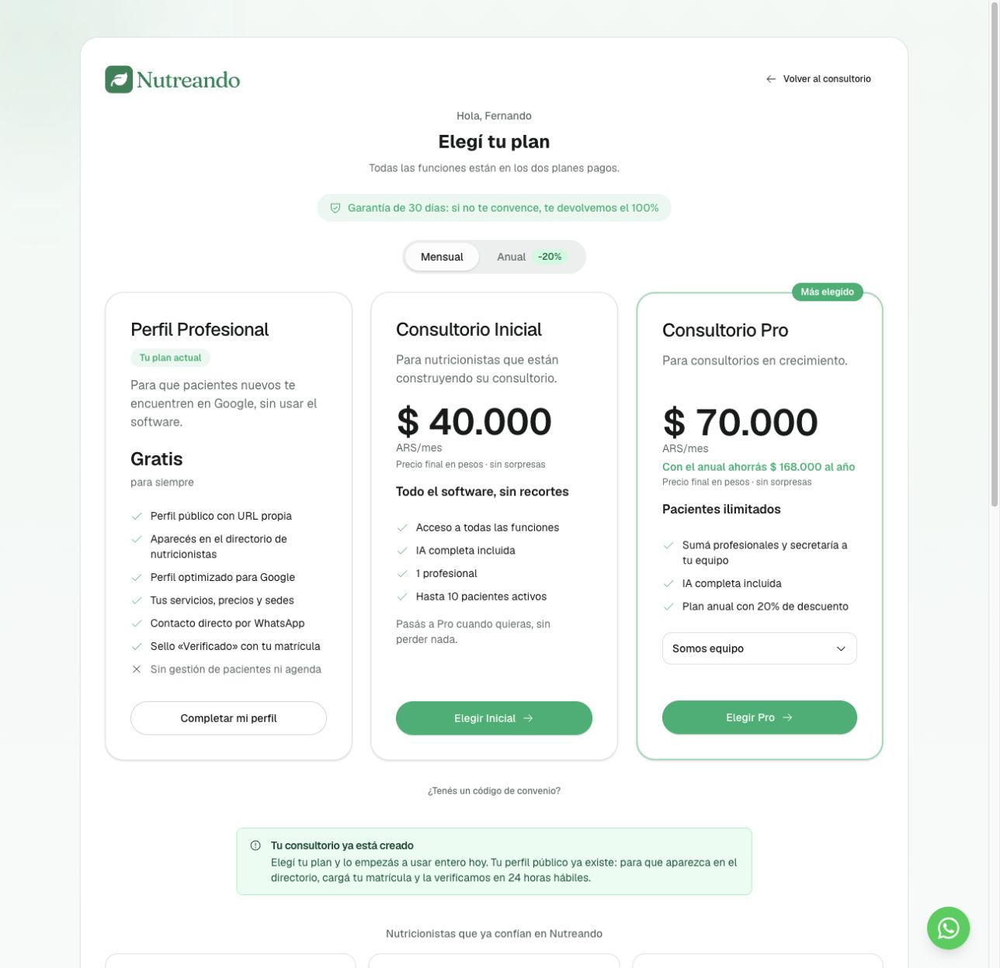 Nutreando
Volver al consultorio
Hola, Fernando
Elegí tu plan
Todas las funciones están en los dos planes pagos.
Garantía de 30 días: si no te convence, te devolvemos el 100%
Mensual
Anual
-20%
Perfil Profesional
Tu plan actual
Para que pacientes nuevos te
encuentren en Google, sin usar el
software.
Gratis
para siempre
Perfil público con URL propia
Aparecés en el directorio de
nutricionistas
Perfil optimizado para Google
Tus servicios, precios y sedes
Contacto directo por WhatsApp
Sello «Verificado» con tu matrícula
Sin gestión de pacientes ni agenda
Completar mi perfil
Consultorio Inicial
Para nutricionistas que están
construyendo su consultorio.
$ 40.000
ARS/mes
Precio final en pesos · sin sorpresas
Todo el software, sin recortes
Acceso a todas las funciones
IA completa incluida
1 profesional
Hasta 10 pacientes activos
Pasás a Pro cuando quieras, sin
perder nada.
Elegir Inicial
Más elegido
Consultorio Pro
Para consultorios en crecimiento.
$ 70.000
ARS/mes
Con el anual ahorrás $ 168.000 al año
Precio final en pesos · sin sorpresas
Pacientes ilimitados
Sumá profesionales y secretaría a
tu equipo
IA completa incluida
Plan anual con 20% de descuento
Somos equipo
Elegir Pro
¿Tenés un código de convenio?
Tu consultorio ya está creado
Elegí tu plan y lo empezás a usar entero hoy. Tu perfil público ya existe: para que aparezca en el
directorio, cargá tu matrícula y la verificamos en 24 horas hábiles.
Nutricionistas que ya confían en Nutreando